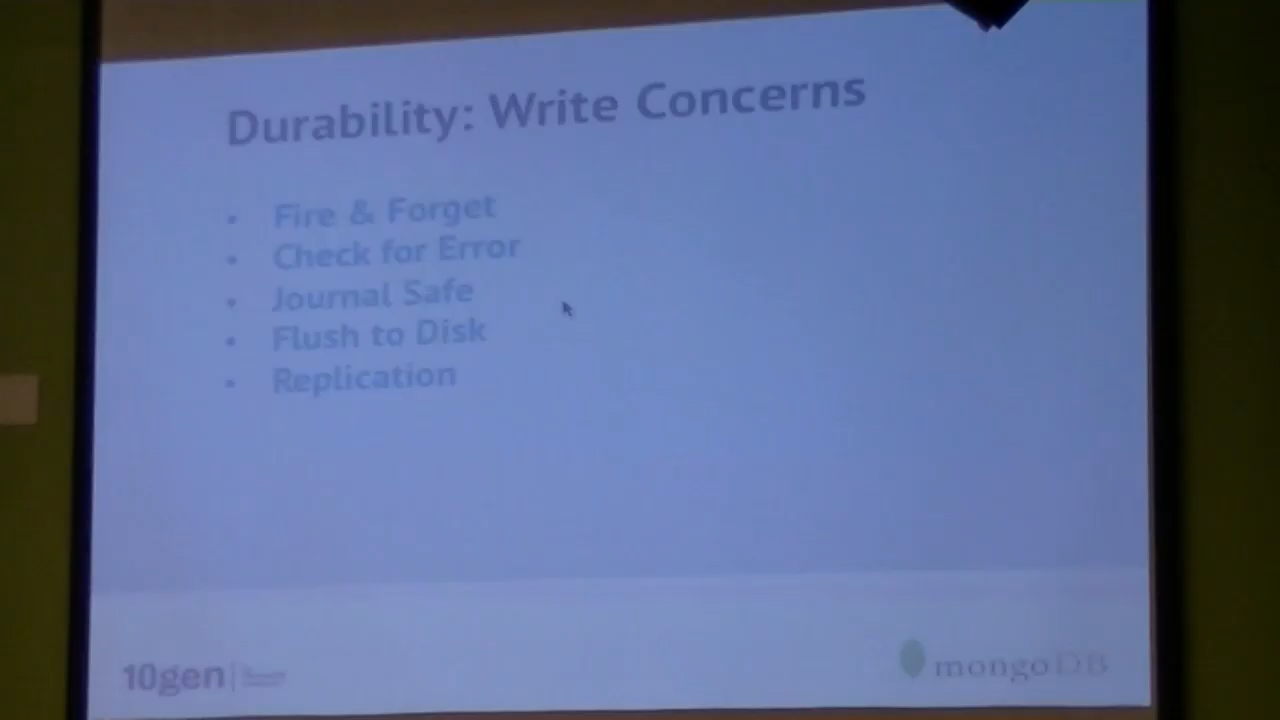 Durability: Write Concerns
• Fire & Forget
• Check for Error
• Journal Safe
• Flush to Disk
• Replication
10gen
mongoDB